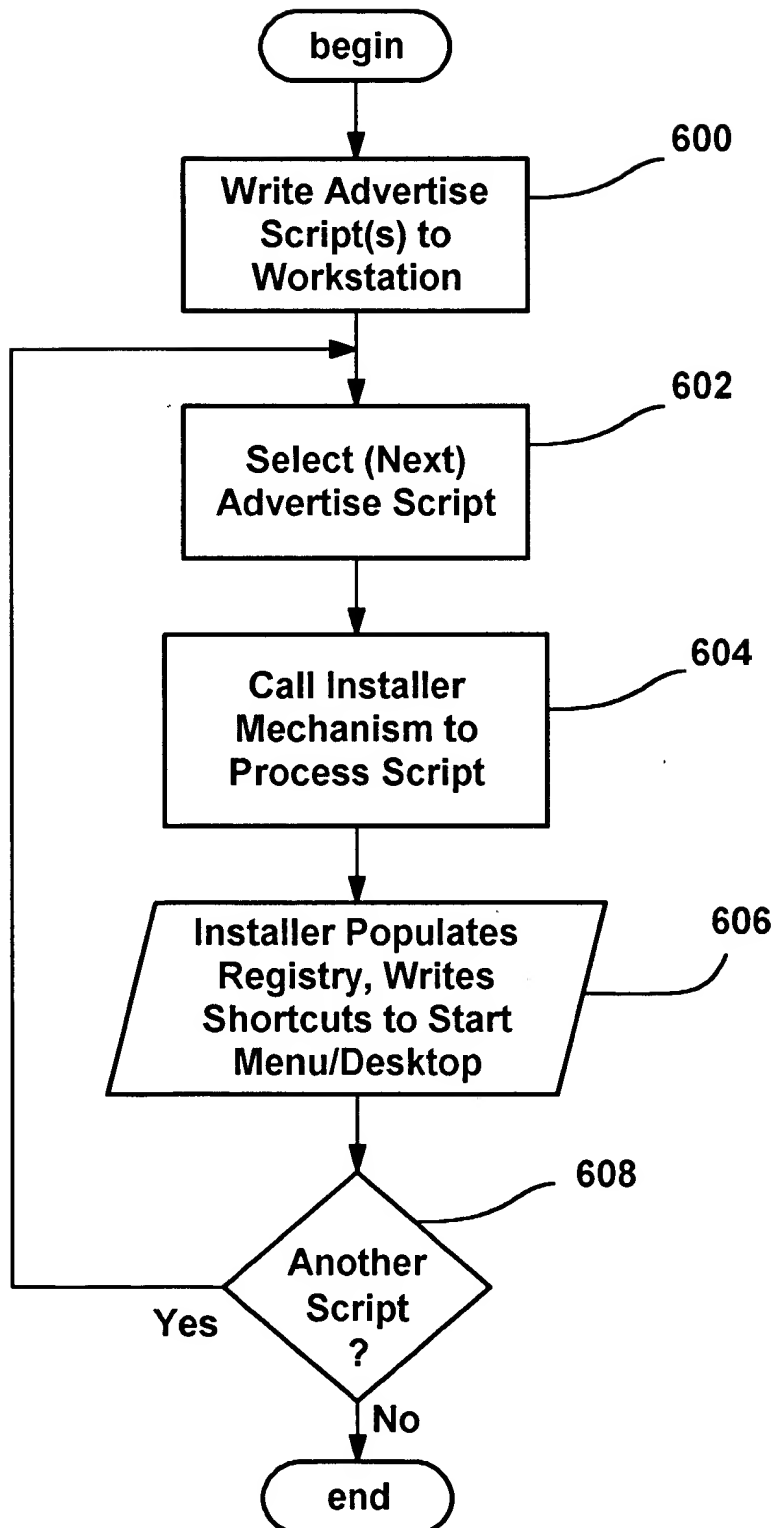 begin
600
Write Advertise
Script(s) to
Workstation
602
Select (Next)
Advertise Script
604
Call Installer
Mechanism to
Process Script
606
Installer Populates
Registry, Writes
Shortcuts to Start
Menu/Desktop
608
Another
Script
?
Yes
No
end